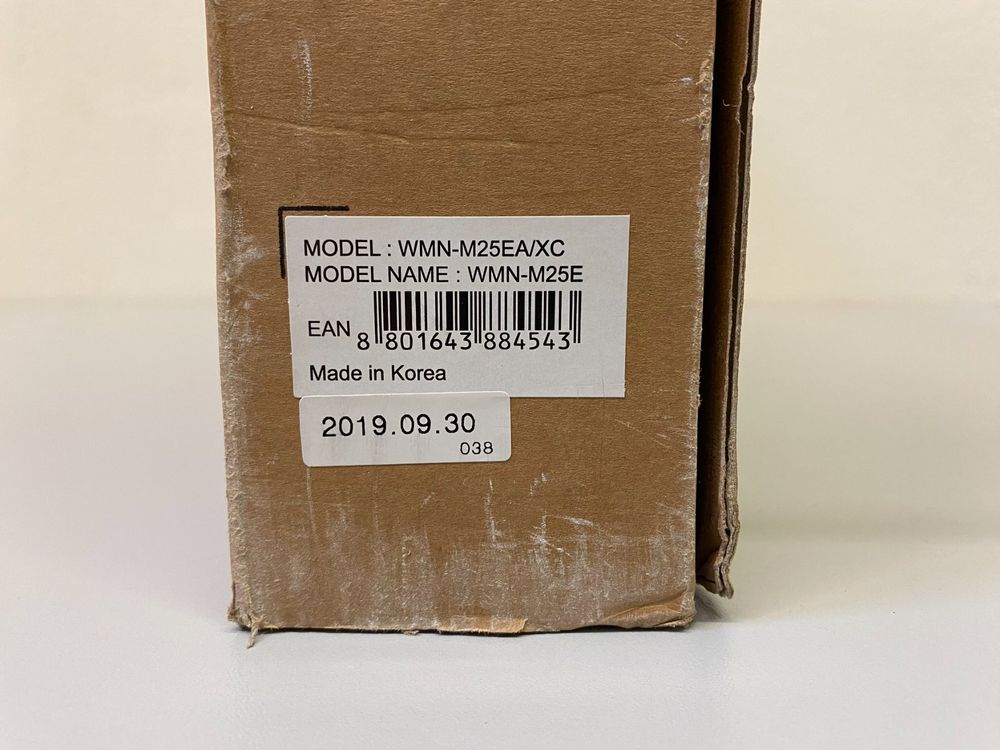 MODEL : WMN-M25EA/XC
MODEL NAME : WMN-M25E
EAN 8 801643 884543
Made in Korea
2019.09.30
038